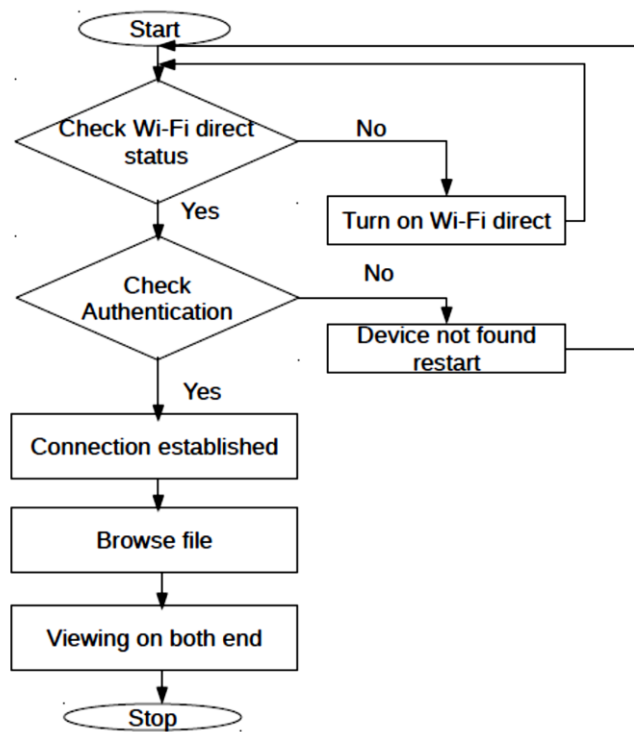 Start
Check Wi-Fi direct
status
No
Turn on Wi-Fi direct
Yes
Check
Authentication
No
Device not found
restart
Yes
Connection established
Browse file
Viewing on both end
Stop